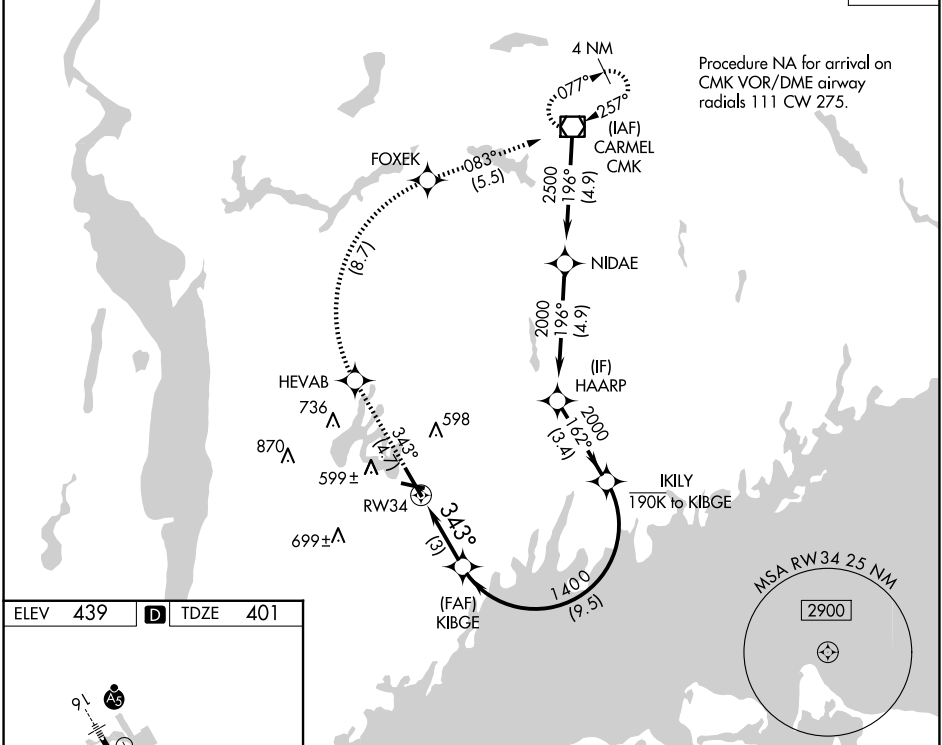 4 NM
Procedure NA for arrival on
CMK VOR/DME airway
radials 111 CW 275.
077°
257°
(IAF)
CARMEL
CMK
FOXEK
083°
(5.5)
2500
196°
(4.9)
(8.7)
NIDAE
2000
196°
(4.9)
(IF)
HAARP
HEVAB
736
598
2000
162°
(3.4)
343°
(4.7)
870
599±
IKILY
190K to KIBGE
RW34
343°
(3)
699±
1400
(9.5)
(FAF)
KIBGE
MSA RW34 25 NM
2900
ELEV 439 D TDZE 401
16
A5